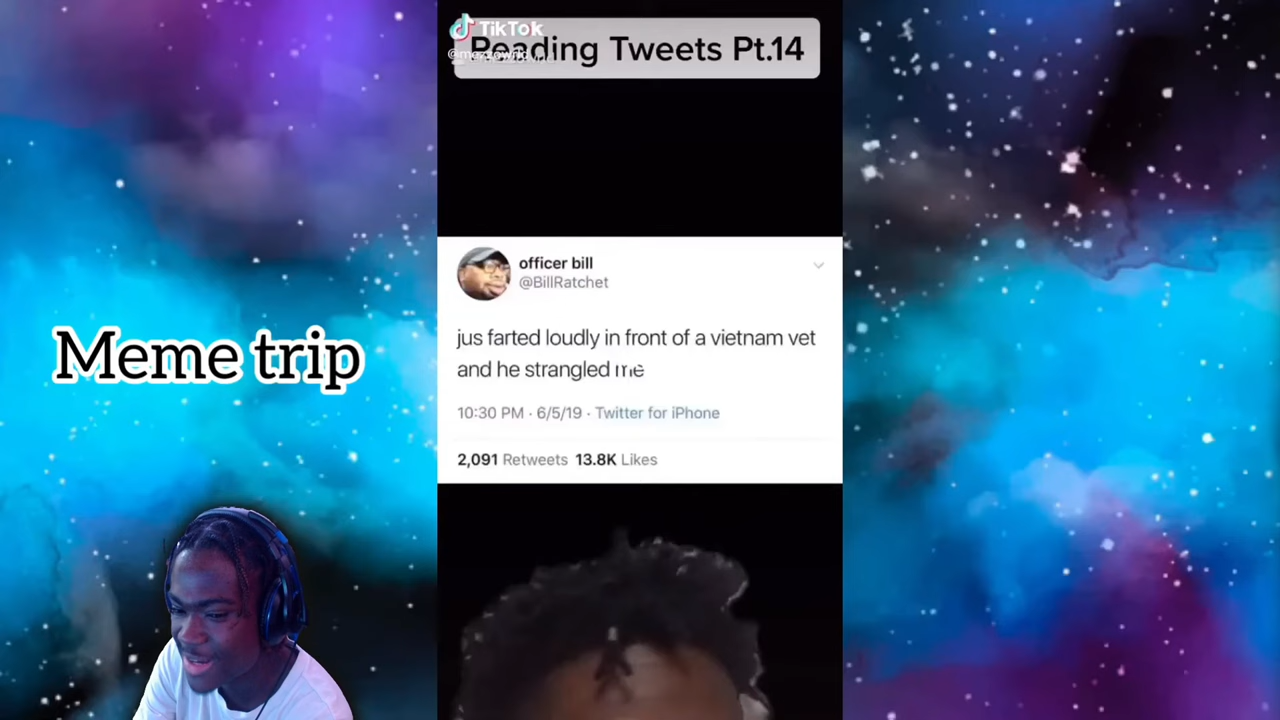 TikTok
Reading Tweets Pt.14
officer bill
@BillRatchet
jus farted loudly in front of a vietnam vet
and he strangled me
10:30 PM · 6/5/19 · Twitter for iPhone
2,091 Retweets 13.8K Likes
Meme trip